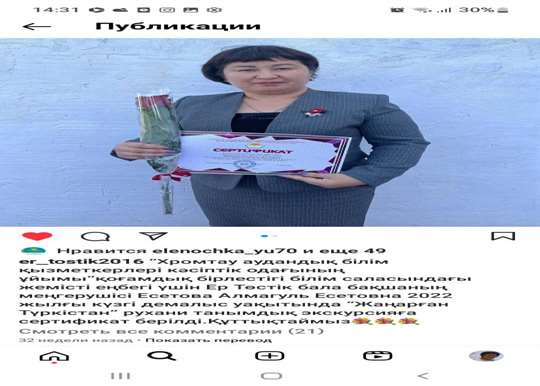 14:31
30%
Публикации
СЕРТИФИКАТ
Нравится elenochka_yu70 и еще 49
er_tostik2016 "Хромтау аудандық білім
қызметкерлері кәсіптік одағының
ұйымы"қоғамдық бірлестігі білім саласындағы
жемісті еңбегі үшін Ер Төстік бала бақшаның
меңгерушісі Есетова Алмагуль Есетовна 2022
жылғы күзгі демалыс уақытында "Жаңарған
Түркістан" рухани танымдық экскурсияға
сертификат берілді.Құттықтаймыз💐💐💐
Смотреть все комментарии (21)
32 недели назад · Показать перевод